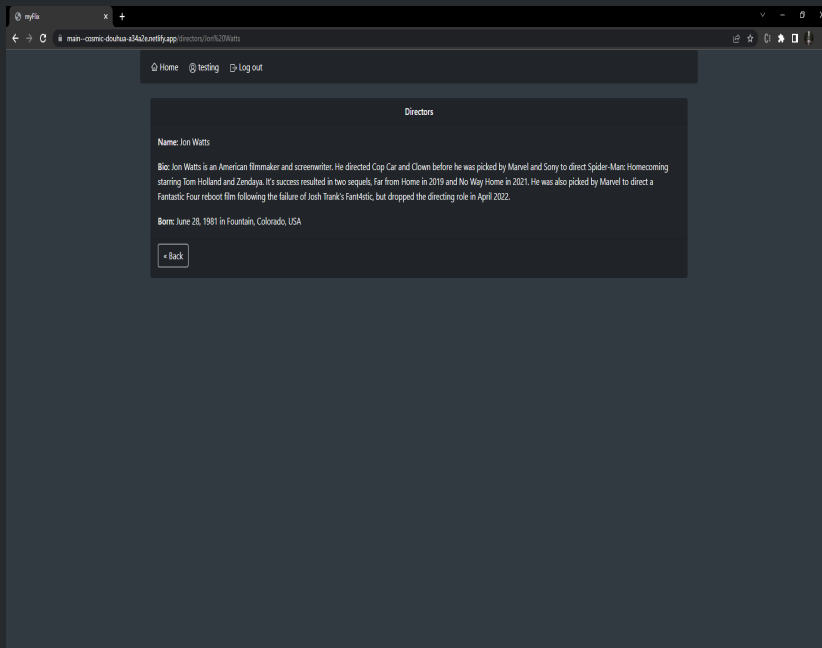 myFlix
main--cosmic-douhua-a34a2e.netlify.app/directors/Jon%20Watts
Home testing Log out
Directors
Name: Jon Watts
Bio: Jon Watts is an American filmmaker and screenwriter. He directed Cop Car and Clown before he was picked by Marvel and Sony to direct Spider-Man: Homecoming
starring Tom Holland and Zendaya. It's success resulted in two sequels, Far from Home in 2019 and No Way Home in 2021. He was also picked by Marvel to direct a
Fantastic Four reboot film following the failure of Josh Trank's Fant4stic, but dropped the directing role in April 2022.
Born: June 28, 1981 in Fountain, Colorado, USA
« Back